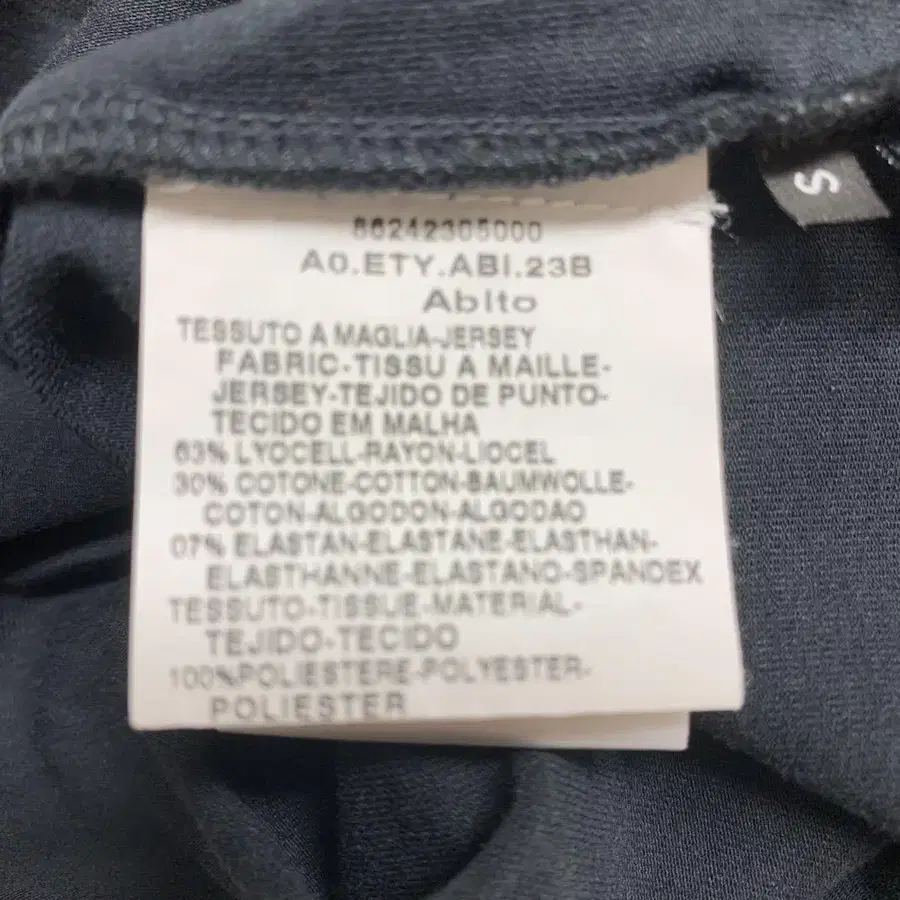 86242305000
A0.ETY.ABI.23B
Abito
TESSUTO A MAGLIA-JERSEY
FABRIC-TISSU A MAILLE-
JERSEY-TEJIDO DE PUNTO-
TECIDO EM MALHA
63% LYOCELL-RAYON-LIOCEL
30% COTONE-COTTON-BAUMWOLLE-
COTON-ALGODON-ALGODAO
07% ELASTAN-ELASTANE-ELASTHAN-
ELASTHANNE-ELASTANO-SPANDEX
TESSUTO-TISSUE-MATERIAL-
TEJIDO-TECIDO
100%POLIESTERE-POLYESTER-
POLIESTER
S